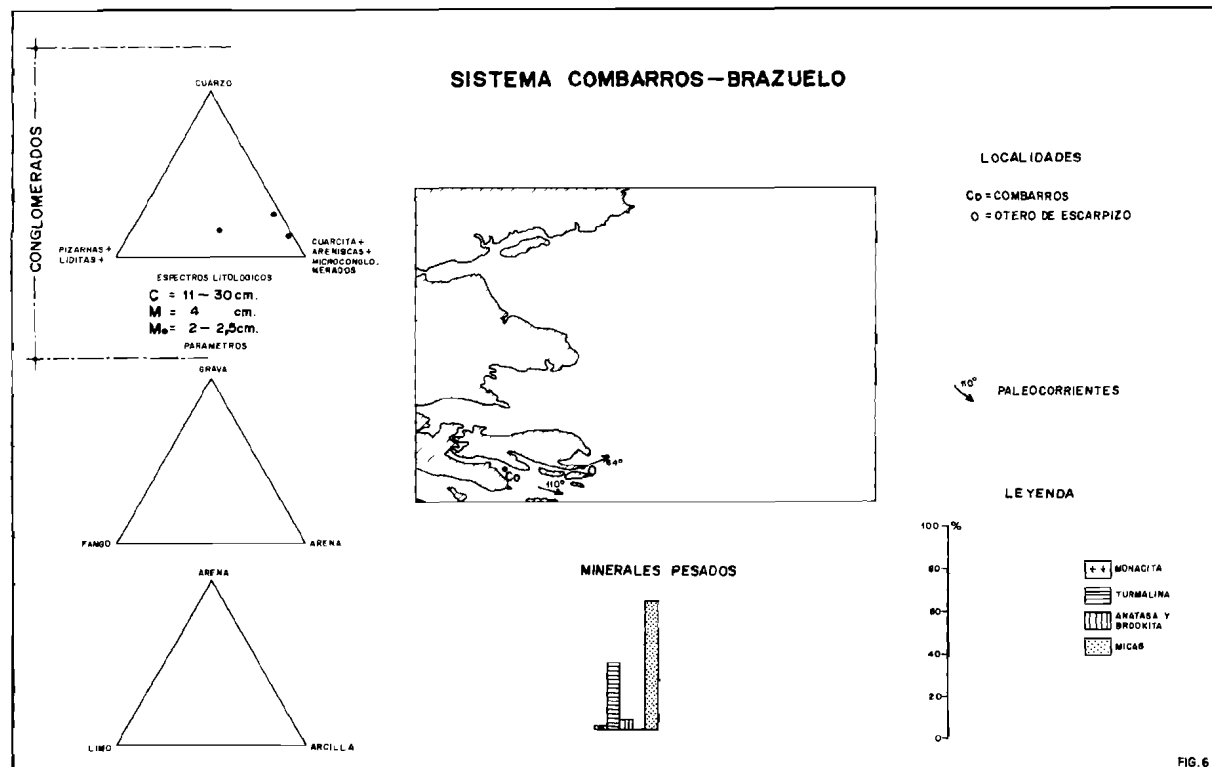 SISTEMA COMBARROS—BRAZUELO
CONGLOMERADOS
CUARZO
PIZARRAS +
LIDITAS +
CUARCITA +
ARENISCAS +
MICROCONGLO.
MERADOS
ESPECTROS LITOLOGICOS
C = 11 — 30 cm.
M = 4 cm.
Mo = 2 — 2,5 cm.
PARAMETROS
GRAVA
FANGO
ARENA
ARENA
LIMO
ARCILLA
Co
110°
O
64°
MINERALES PESADOS
LOCALIDADES
Co = COMBARROS
O = OTERO DE ESCARPIZO
110°
PALEOCORRIENTES
LEYENDA
100 %
80
60
40
20
0
MONACITA
TURMALINA
ANATASA Y
BROOKITA
MICAS
FIG. 6